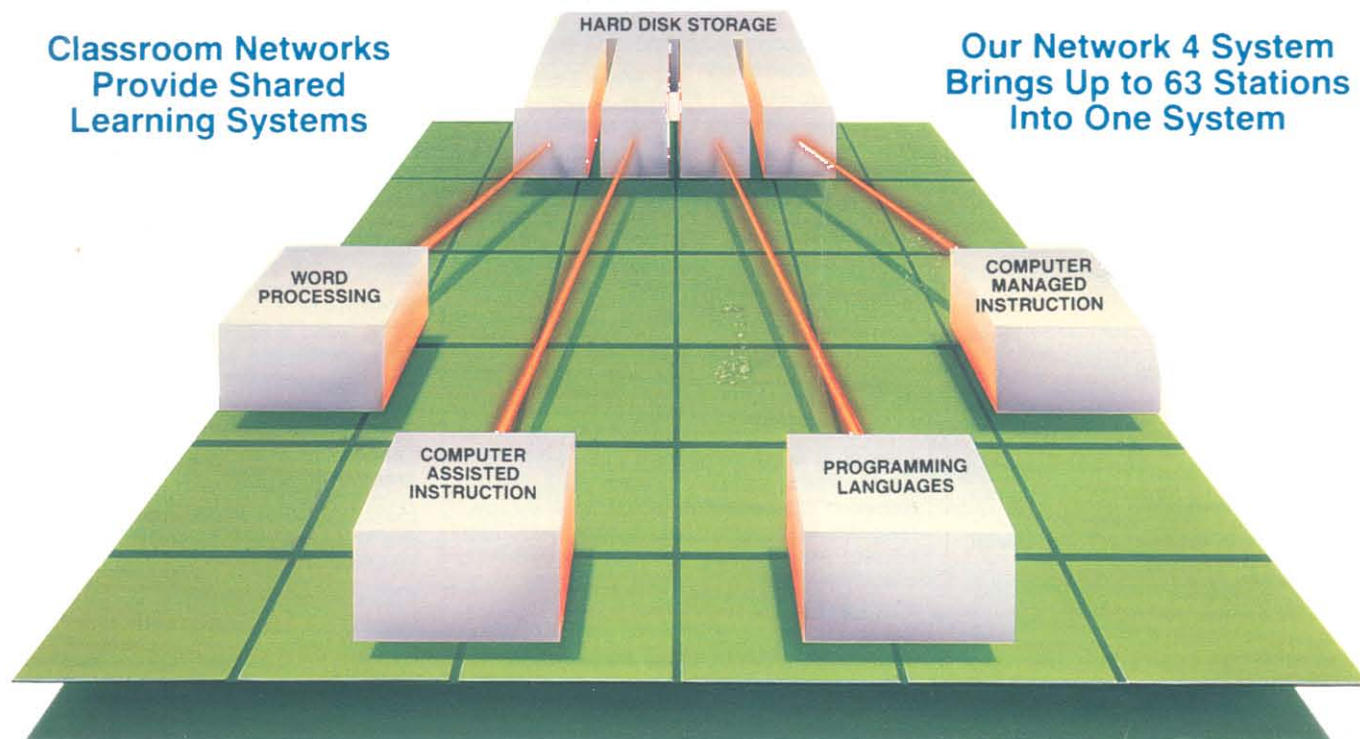 Classroom Networks
Provide Shared
Learning Systems
HARD DISK STORAGE
Our Network 4 System
Brings Up to 63 Stations
Into One System
WORD
PROCESSING
COMPUTER
MANAGED
INSTRUCTION
COMPUTER
ASSISTED
INSTRUCTION
PROGRAMMING
LANGUAGES